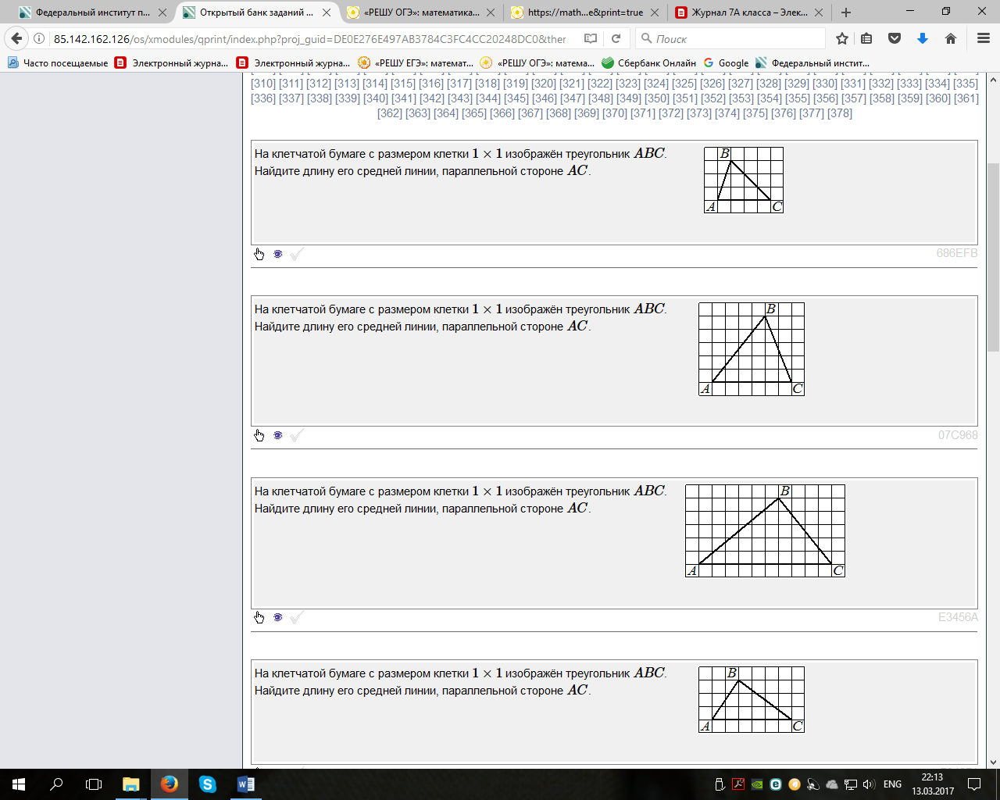 Федеральный институт п...
Открытый банк заданий ...
«РЕШУ ОГЭ»: математика...
https://math...e&print=true
Журнал 7А класса – Элек...
85.142.162.126/os/xmodules/qprint/index.php?proj_guid=DE0E276E497AB3784C3FC4CC20248DC0&ther
Поиск
Часто посещаемые
Электронный журна...
Электронный журна...
«РЕШУ ЕГЭ»: математ...
«РЕШУ ОГЭ»: матема...
Сбербанк Онлайн
Google
Федеральный инстит...
[310] [311] [312] [313] [314] [315] [316] [317] [318] [319] [320] [321] [322] [323] [324] [325] [326] [327] [328] [329] [330] [331] [332] [333] [334] [335]
[336] [337] [338] [339] [340] [341] [342] [343] [344] [345] [346] [347] [348] [349] [350] [351] [352] [353] [354] [355] [356] [357] [358] [359] [360] [361]
[362] [363] [364] [365] [366] [367] [368] [369] [370] [371] [372] [373] [374] [375] [376] [377] [378]
На клетчатой бумаге с размером клетки 1 × 1 изображён треугольник ABC.
Найдите длину его средней линии, параллельной стороне AC.
B
A
C
686EFB
На клетчатой бумаге с размером клетки 1 × 1 изображён треугольник ABC.
Найдите длину его средней линии, параллельной стороне AC.
B
A
C
07C968
На клетчатой бумаге с размером клетки 1 × 1 изображён треугольник ABC.
Найдите длину его средней линии, параллельной стороне AC.
B
A
C
E3456A
На клетчатой бумаге с размером клетки 1 × 1 изображён треугольник ABC.
Найдите длину его средней линии, параллельной стороне AC.
B
A
C
ENG
22:13
13.03.2017